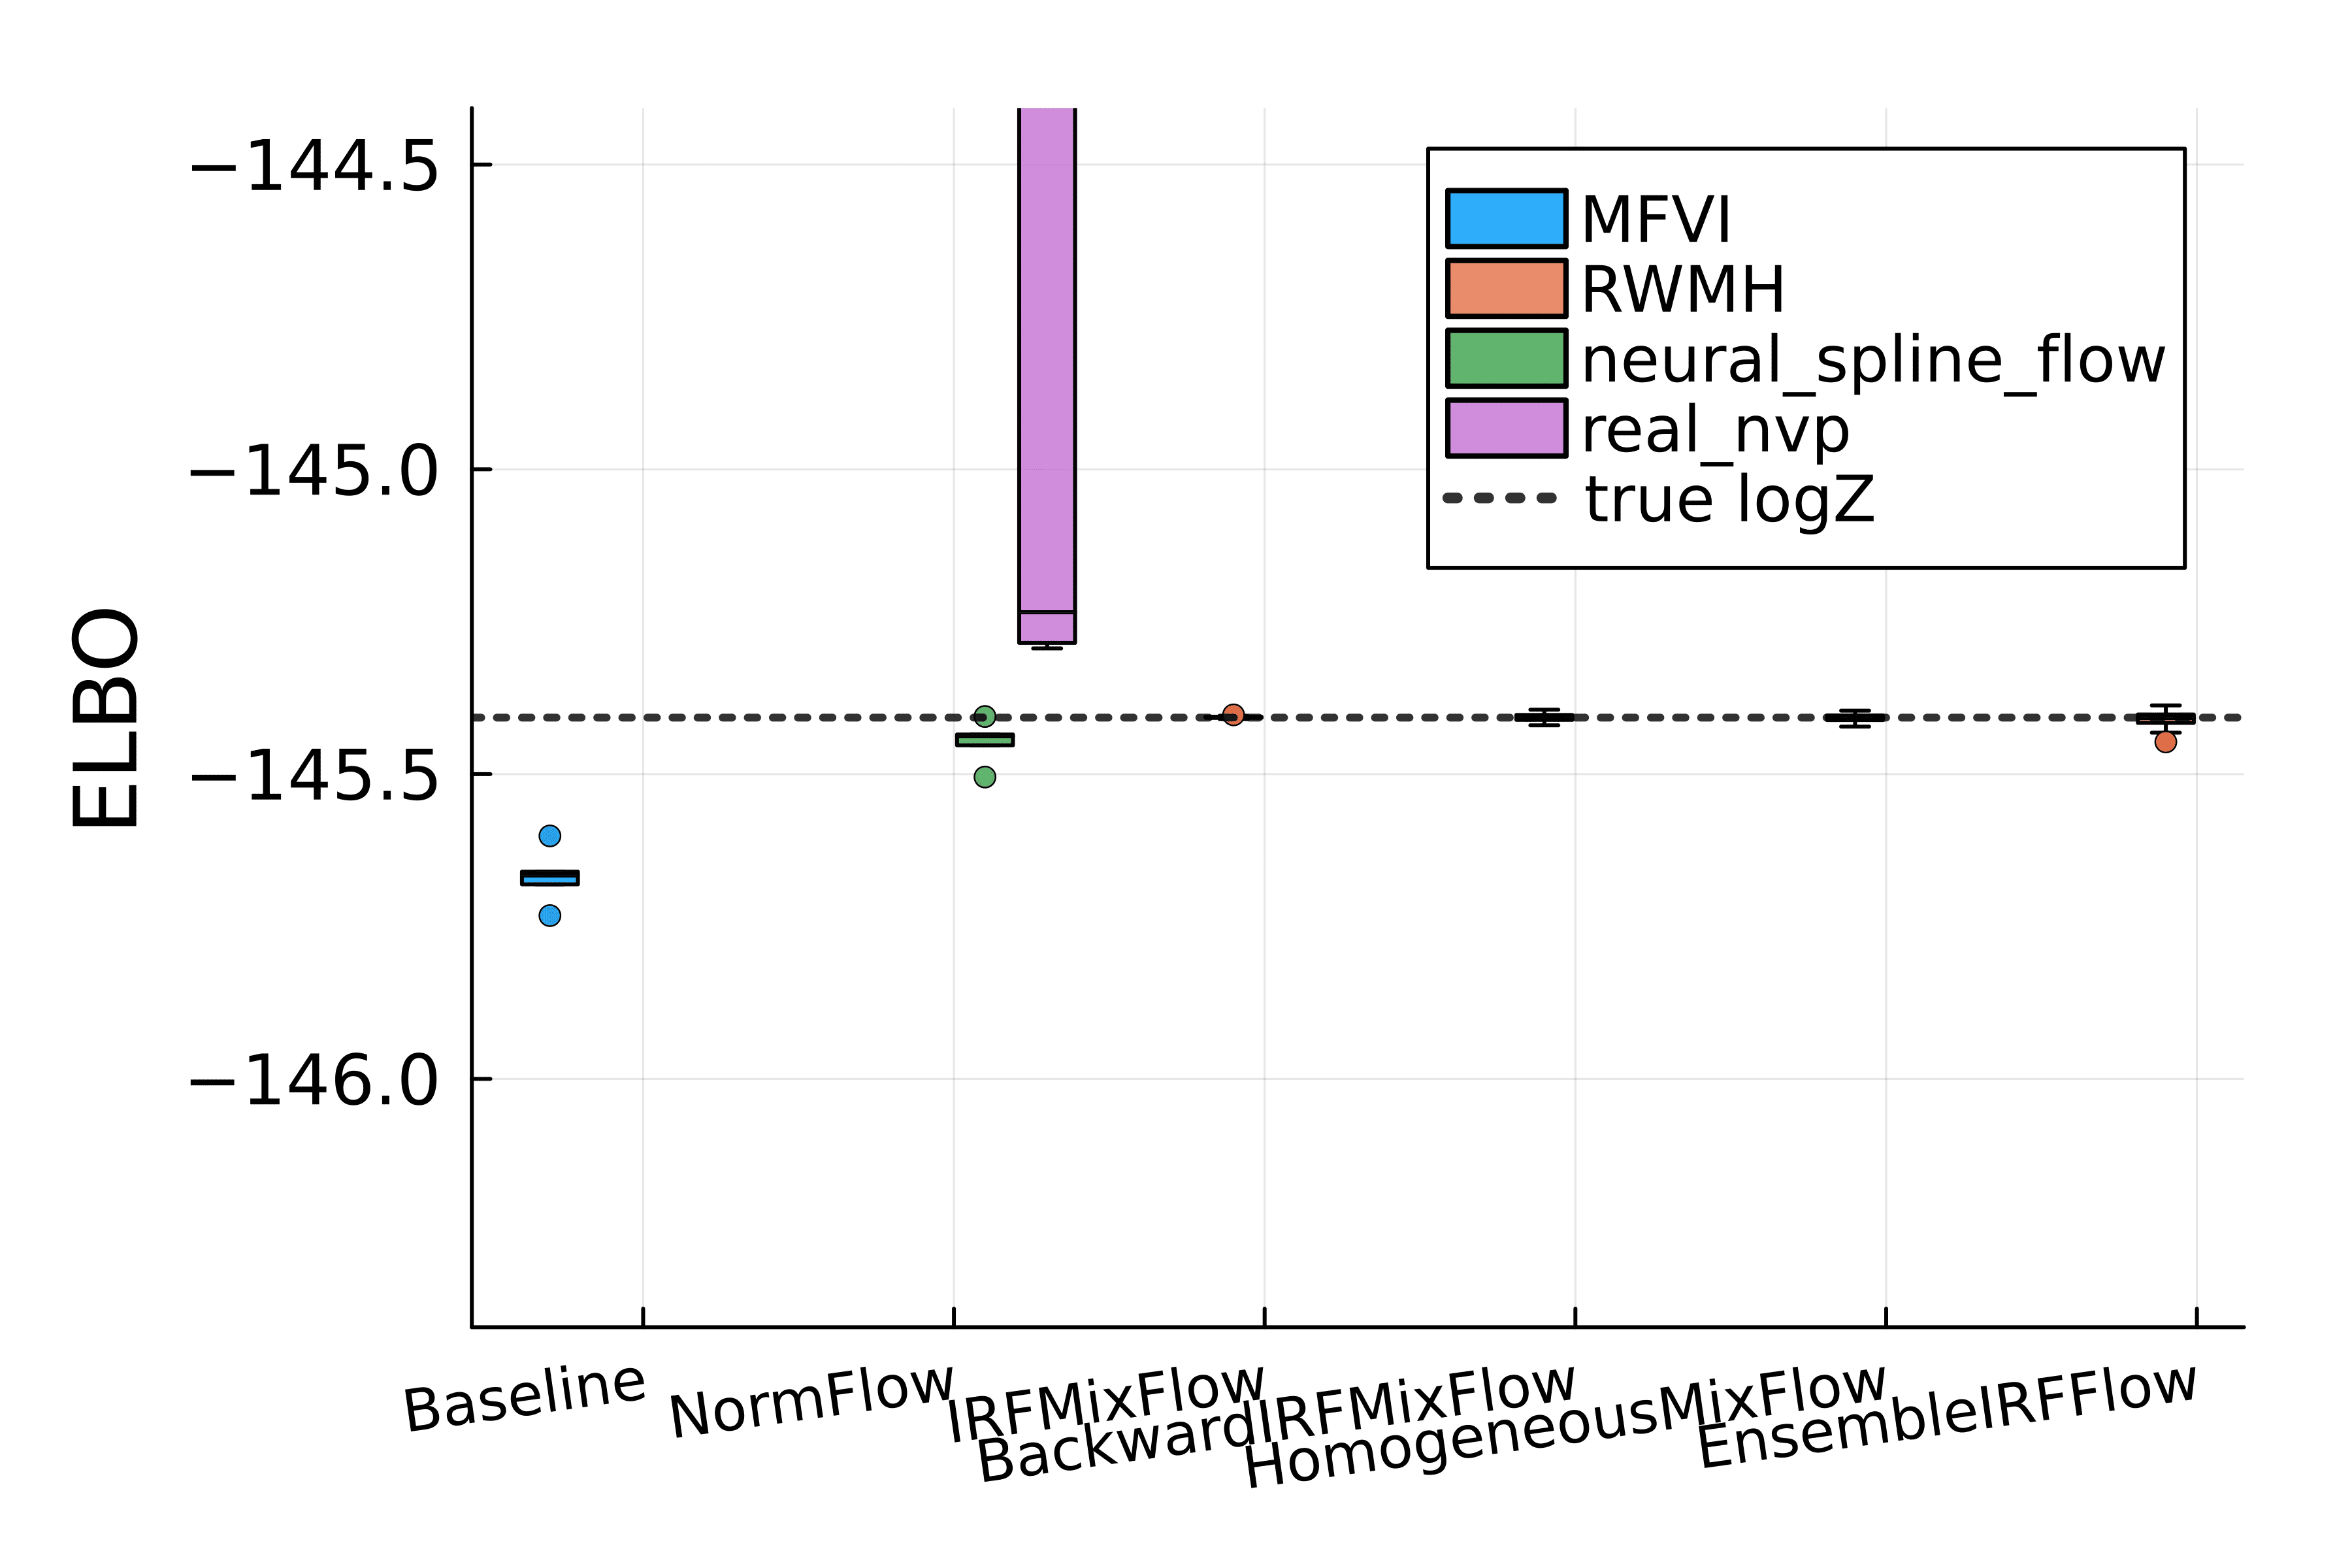 ELBO
−144.5
−145.0
−145.5
−146.0
MFVI
RWMH
neural_spline_flow
real_nvp
true logZ
Baseline
NormFlow
IRFMixFlow
BackwardIRFMixFlow
HomogeneousMixFlow
EnsembleIRFFlow